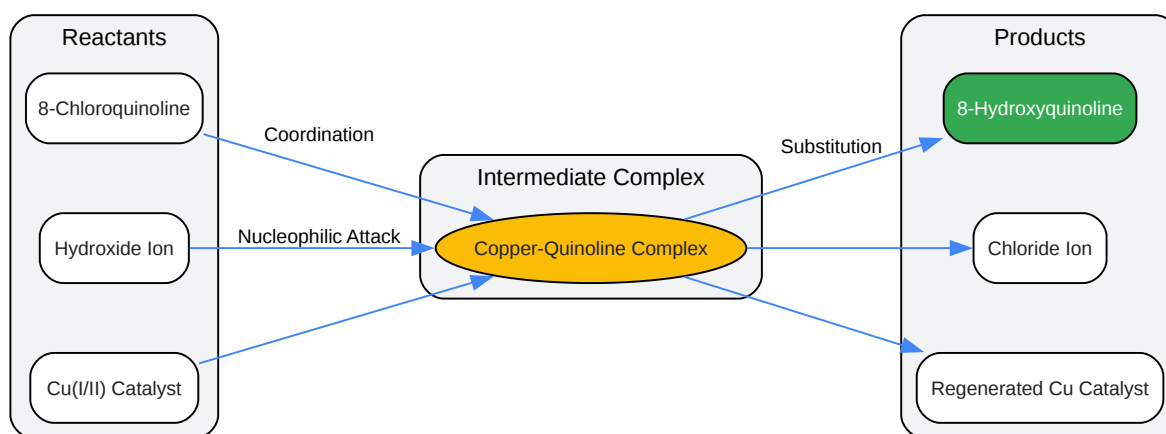 Reactants
8-Chloroquinoline
Hydroxide Ion
Cu(I/II) Catalyst
Coordination
Nucleophilic Attack
Intermediate Complex
Copper-Quinoline Complex
Substitution
Products
8-Hydroxyquinoline
Chloride Ion
Regenerated Cu Catalyst